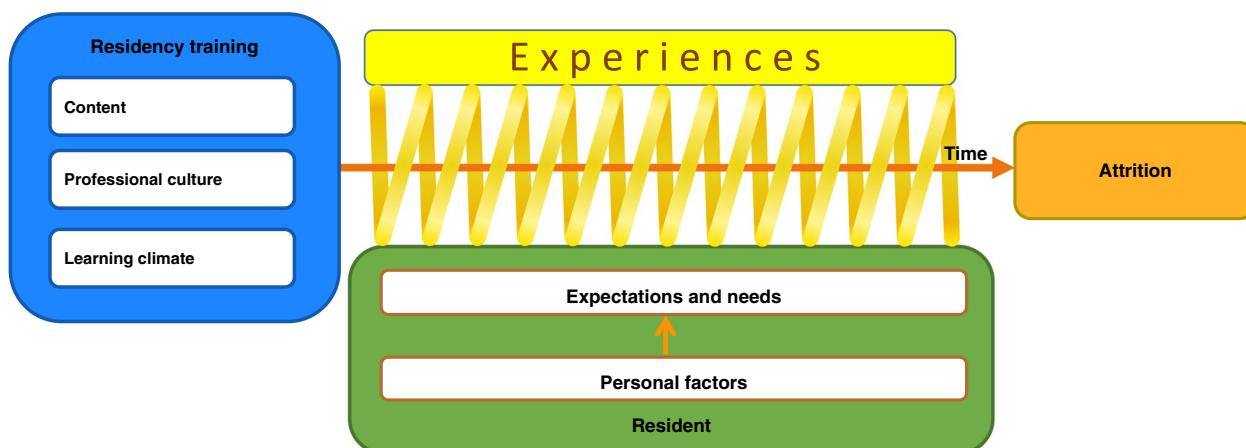 Residency training
Content
Professional culture
Learning climate
Experiences
Time
Attrition
Expectations and needs
Personal factors
Resident